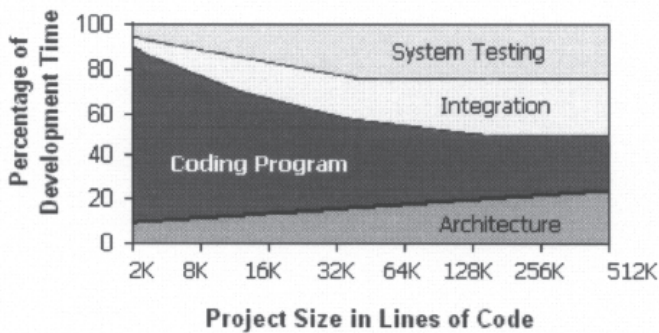 Percentage of
Development Time
100
80
60
40
20
0
System Testing
Integration
Coding Program
Architecture
2K 8K 16K 32K 64K 128K 256K 512K
Project Size in Lines of Code